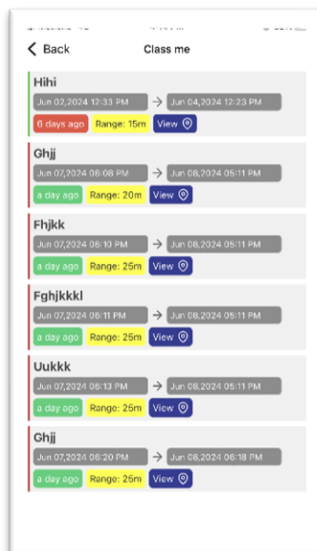 Back Class me
Hihi
Jun 02,2024 12:33 PM → Jun 04,2024 12:23 PM
6 days ago Range: 15m View
Ghjj
Jun 07,2024 06:08 PM → Jun 08,2024 05:11 PM
a day ago Range: 20m View
Fhjkk
Jun 07,2024 06:10 PM → Jun 08,2024 05:11 PM
a day ago Range: 25m View
Fghjkkkl
Jun 07,2024 06:11 PM → Jun 08,2024 05:11 PM
a day ago Range: 25m View
Uukkk
Jun 07,2024 06:13 PM → Jun 08,2024 05:11 PM
a day ago Range: 25m View
Ghjj
Jun 07,2024 06:20 PM → Jun 08,2024 06:18 PM
a day ago Range: 25m View